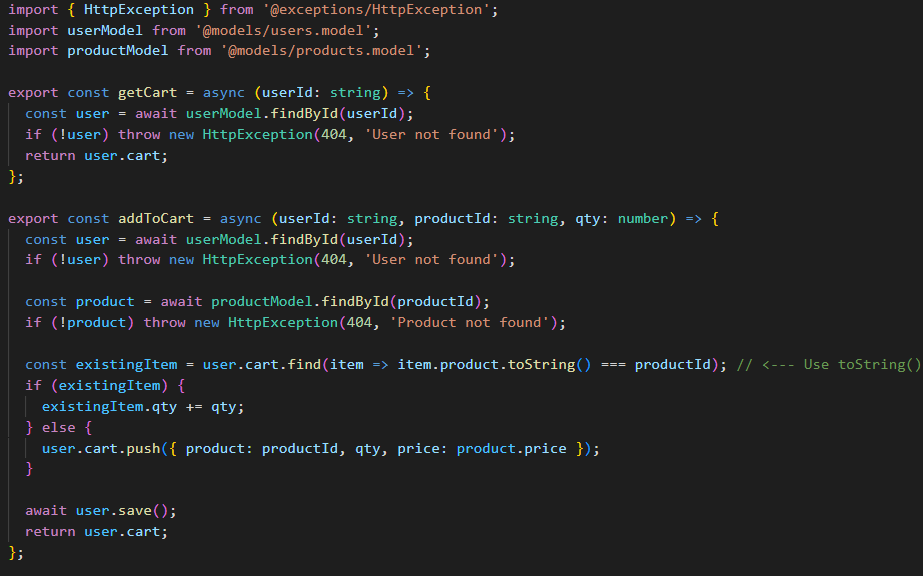 import { HttpException } from '@exceptions/HttpException';
import userModel from '@models/users.model';
import productModel from '@models/products.model';

export const getCart = async (userId: string) => {
  const user = await userModel.findById(userId);
  if (!user) throw new HttpException(404, 'User not found');
  return user.cart;
};

export const addToCart = async (userId: string, productId: string, qty: number) => {
  const user = await userModel.findById(userId);
  if (!user) throw new HttpException(404, 'User not found');

  const product = await productModel.findById(productId);
  if (!product) throw new HttpException(404, 'Product not found');

  const existingItem = user.cart.find(item => item.product.toString() === productId); // <--- Use toString()
  if (existingItem) {
    existingItem.qty += qty;
  } else {
    user.cart.push({ product: productId, qty, price: product.price });
  }

  await user.save();
  return user.cart;
};